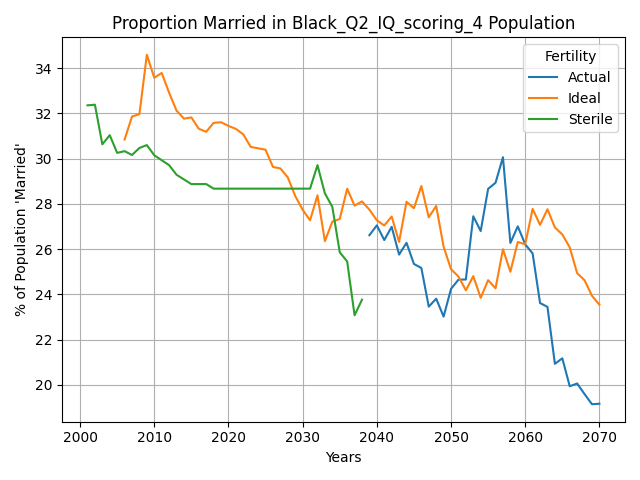 Proportion Married in Black_Q2_IQ_scoring_4 Population
Fertility
Actual
Ideal
Sterile
% of Population 'Married'
34
32
30
28
26
24
22
20
2000 2010 2020 2030 2040 2050 2060 2070
Years